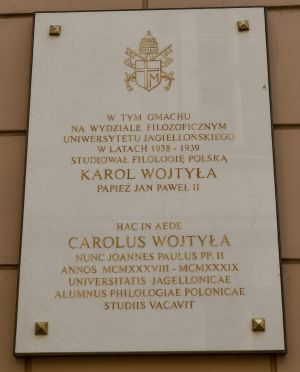 W TYM GMACHU
NA WYDZIALE FILOZOFICZNYM
UNIWERSYTETU JAGIELLOŃSKIEGO
W LATACH 1938 - 1939
STUDIOWAŁ FILOLOGIĘ POLSKĄ
KAROL WOJTYŁA
PAPIEŻ JAN PAWEŁ II
HAC IN AEDE
CAROLUS WOJTYŁA
NUNC JOANNES PAULUS PP. II
ANNOS MCMXXXVIII - MCMXXXIX
UNIVERSITATIS JAGELLONICAE
ALUMNUS PHILOLOGIAE POLONICAE
STUDIIS VACAVIT